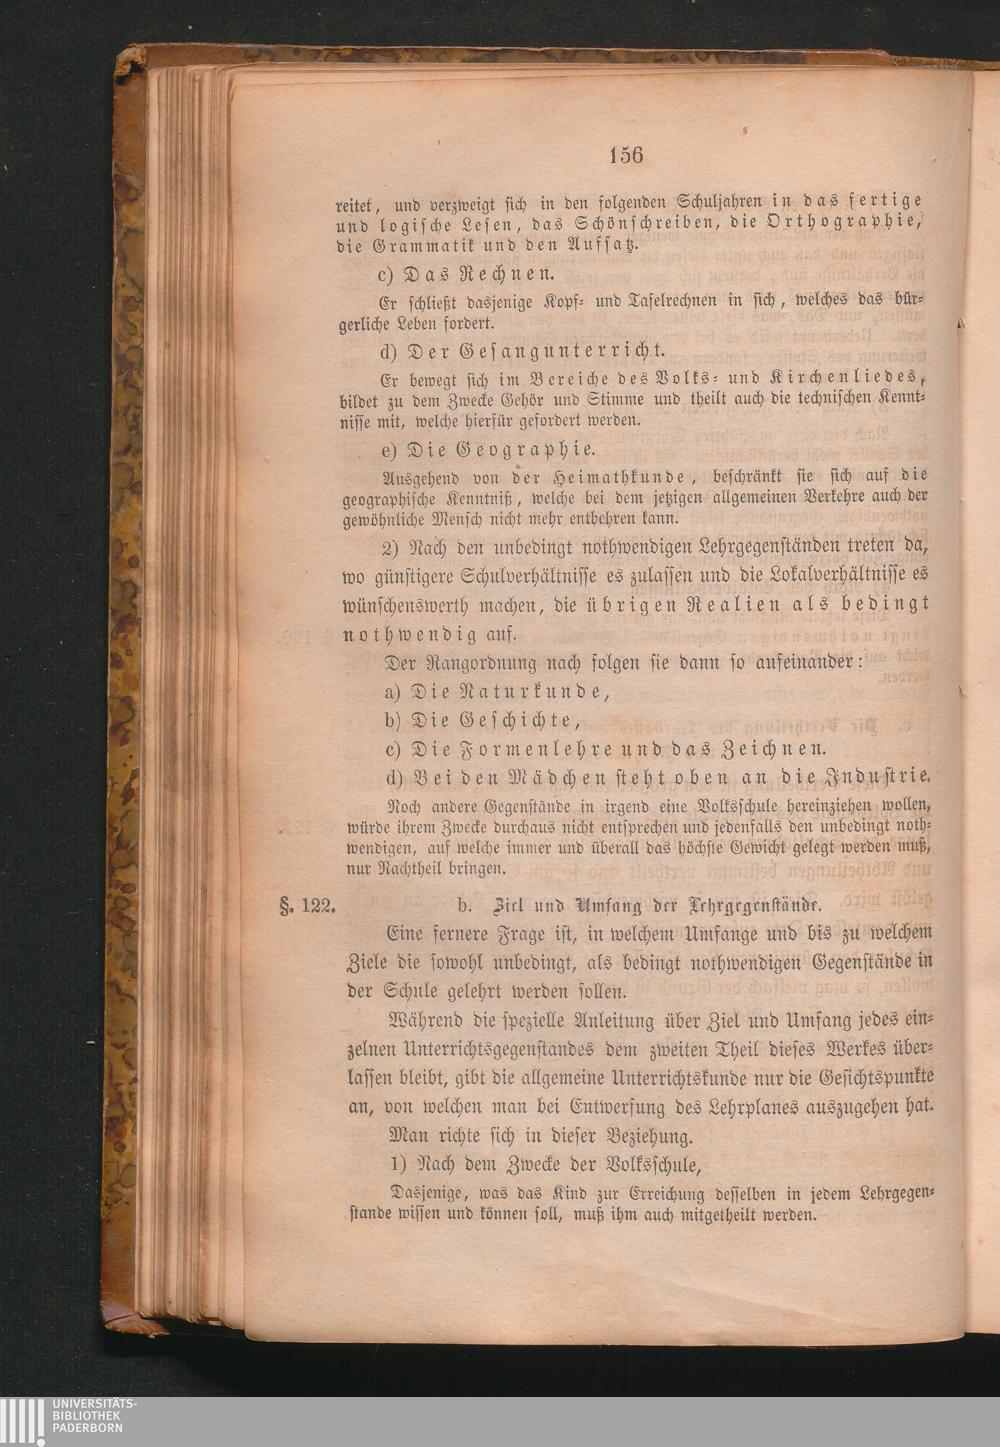 156
reitet, und verzweigt sich in den folgenden Schuljahren in das fertige
und logische Lesen, das Schönschreiben, die Orthographie,
die Grammatik und den Aufsatz.
c) Das Rechnen.
Er schließt dasjenige Kopf- und Tafelrechnen in sich, welches das bür-
gerliche Leben fordert.
d) Der Gesangunterricht.
Er bewegt sich im Bereiche des Volks- und Kirchenliedes,
bildet zu dem Zwecke Gehör und Stimme und theilt auch die technischen Kennt-
nisse mit, welche hierfür gefordert werden.
e) Die Geographie.
Ausgehend von der Heimathkunde, beschränkt sie sich auf die
geographische Kenntniß, welche bei dem jetzigen allgemeinen Verkehre auch der
gewöhnliche Mensch nicht mehr entbehren kann.
2) Nach den unbedingt nothwendigen Lehrgegenständen treten da,
wo günstigere Schulverhältnisse es zulassen und die Lokalverhältnisse es
wünschenswerth machen, die übrigen Realien als bedingt
nothwendig auf.
Der Rangordnung nach folgen sie dann so aufeinander:
a) Die Naturkunde,
b) Die Geschichte,
c) Die Formenlehre und das Zeichnen.
d) Bei den Mädchen steht oben an die Industrie.
Noch andere Gegenstände in irgend eine Volksschule hereinziehen wollen,
würde ihrem Zwecke durchaus nicht entsprechen und jedenfalls den unbedingt noth-
wendigen, auf welche immer und überall das höchste Gewicht gelegt werden muß,
nur Nachtheil bringen.
§. 122. b. Ziel und Umfang der Lehrgegenstände.
Eine fernere Frage ist, in welchem Umfange und bis zu welchem
Ziele die sowohl unbedingt, als bedingt nothwendigen Gegenstände in
der Schule gelehrt werden sollen.
Während die spezielle Anleitung über Ziel und Umfang jedes ein-
zelnen Unterrichtsgegenstandes dem zweiten Theil dieses Werkes über-
lassen bleibt, gibt die allgemeine Unterrichtskunde nur die Gesichtspunkte
an, von welchen man bei Entwerfung des Lehrplanes auszugehen hat.
Man richte sich in dieser Beziehung.
1) Nach dem Zwecke der Volksschule,
Dasjenige, was das Kind zur Erreichung desselben in jedem Lehrgegen-
stande wissen und können soll, muß ihm auch mitgetheilt werden.
UNIVERSITÄTS-
BIBLIOTHEK
PADERBORN